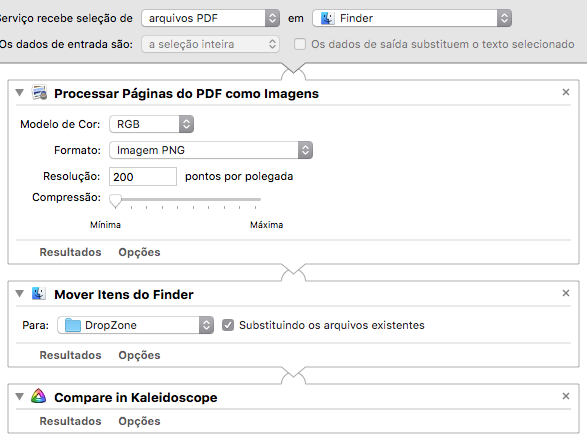 Serviço recebe seleção de arquivos PDF em Finder
Os dados de entrada são: a seleção inteira Os dados de saída substituem o texto selecionado
Processar Páginas do PDF como Imagens
Modelo de Cor: RGB
Formato: Imagem PNG
Resolução: 200 pontos por polegada
Compressão:
Mínima Máxima
Resultados Opções
Mover Itens do Finder
Para: DropZone Substituindo os arquivos existentes
Resultados Opções
Compare in Kaleidoscope
Resultados Opções